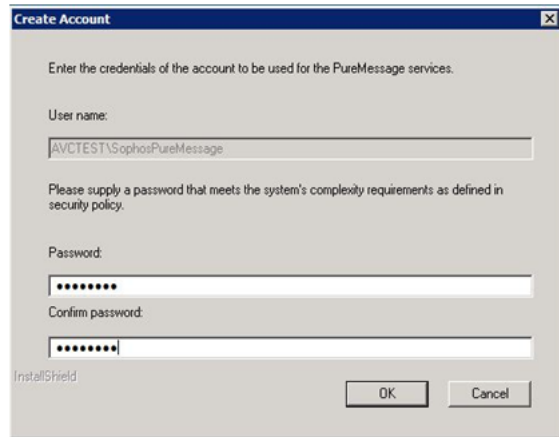 Create Account
Enter the credentials of the account to be used for the PureMessage services.
User name:
AVCTEST\SophosPureMessage
Please supply a password that meets the system's complexity requirements as defined in
security policy.
Password:
••••••••
Confirm password:
••••••••
InstallShield
OK
Cancel